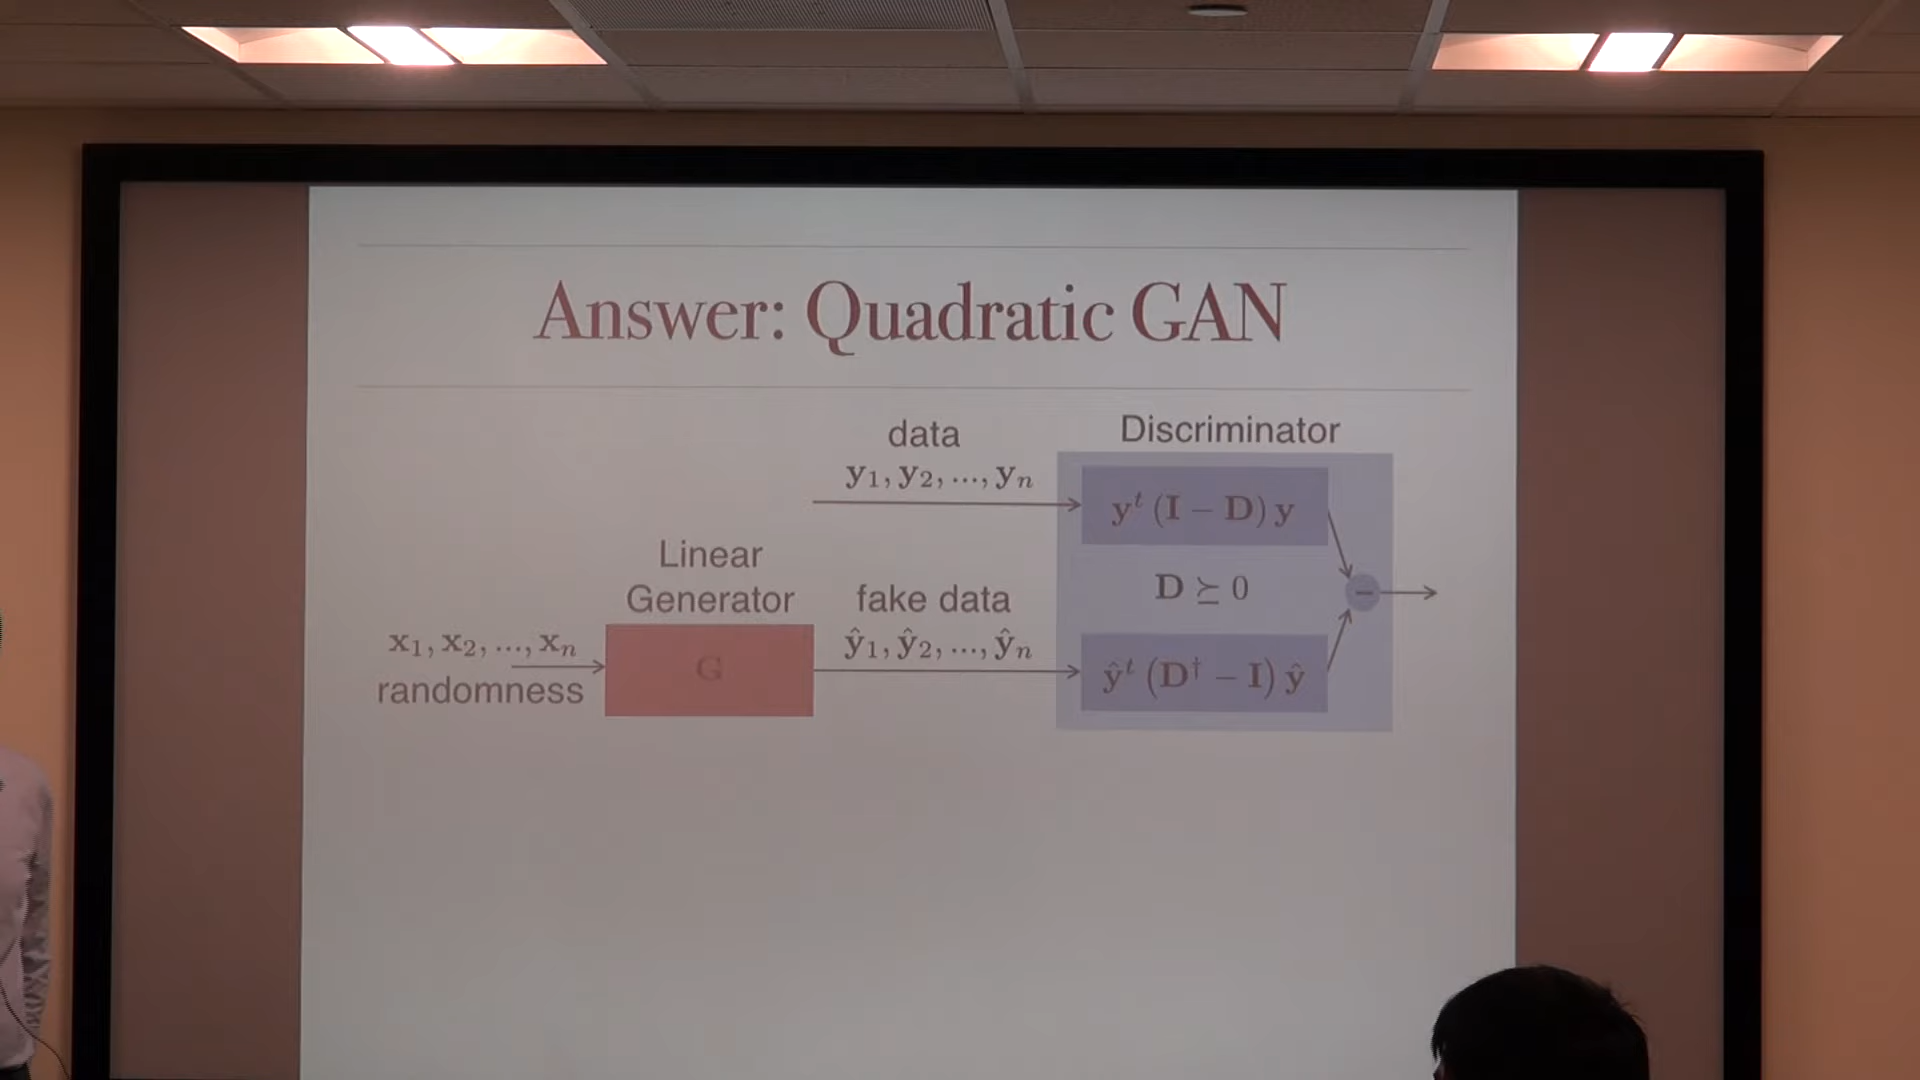 Answer: Quadratic GAN
data
y₁, y₂, ..., yₙ
Discriminator
yᵗ (I − D) y
D ⪰ 0
−
Linear
Generator
G
fake data
ŷ₁, ŷ₂, ..., ŷₙ
ŷᵗ (D† − I) ŷ
x₁, x₂, ..., xₙ
randomness